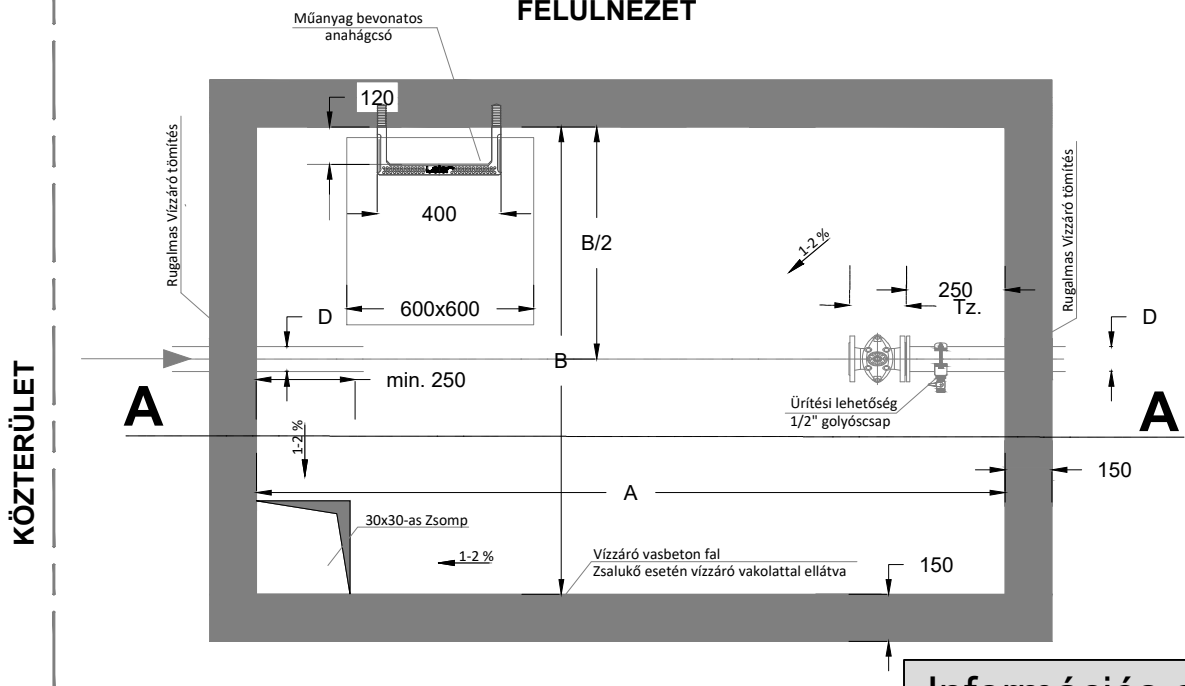 FELÜLNÉZET
Műanyag bevonatos
anahágcsó
120
Rugalmas Vízzáró tömítés
400
B/2
1-2 %
Rugalmas Vízzáró tömítés
250
Tz.
600x600
D
D
B
min. 250
KÖZTERÜLET
A
Ürítési lehetőség
1/2" golyóscsap
A
1-2 %
150
A
30x30-as Zsomp
1-2 %
Vízzáró vasbeton fal
Zsalukő esetén vízzáró vakolattal ellátva
150